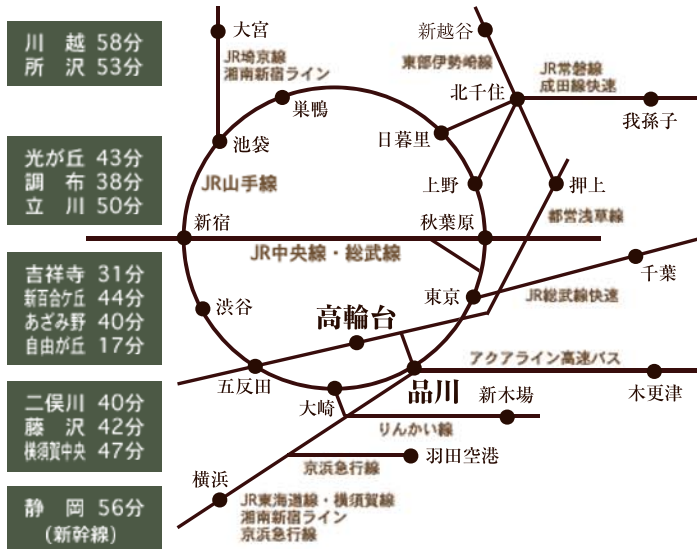 川　越 58分
所　沢 53分
光が丘 43分
調　布 38分
立　川 50分
吉祥寺 31分
新百合ケ丘 44分
あざみ野 40分
自由が丘 17分
二俣川 40分
藤　沢 42分
横須賀中央 47分
静　岡 56分
(新幹線)
大宮
JR埼京線
湘南新宿ライン
新越谷
東部伊勢崎線
北千住
JR常磐線
成田線快速
我孫子
巣鴨
池袋
日暮里
JR山手線
上野
押上
都営浅草線
新宿
秋葉原
JR中央線・総武線
千葉
東京
JR総武線快速
渋谷
高輪台
五反田
品川
アクアライン高速バス
木更津
大崎
新木場
りんかい線
羽田空港
京浜急行線
横浜
JR東海道線・横須賀線
湘南新宿ライン
京浜急行線